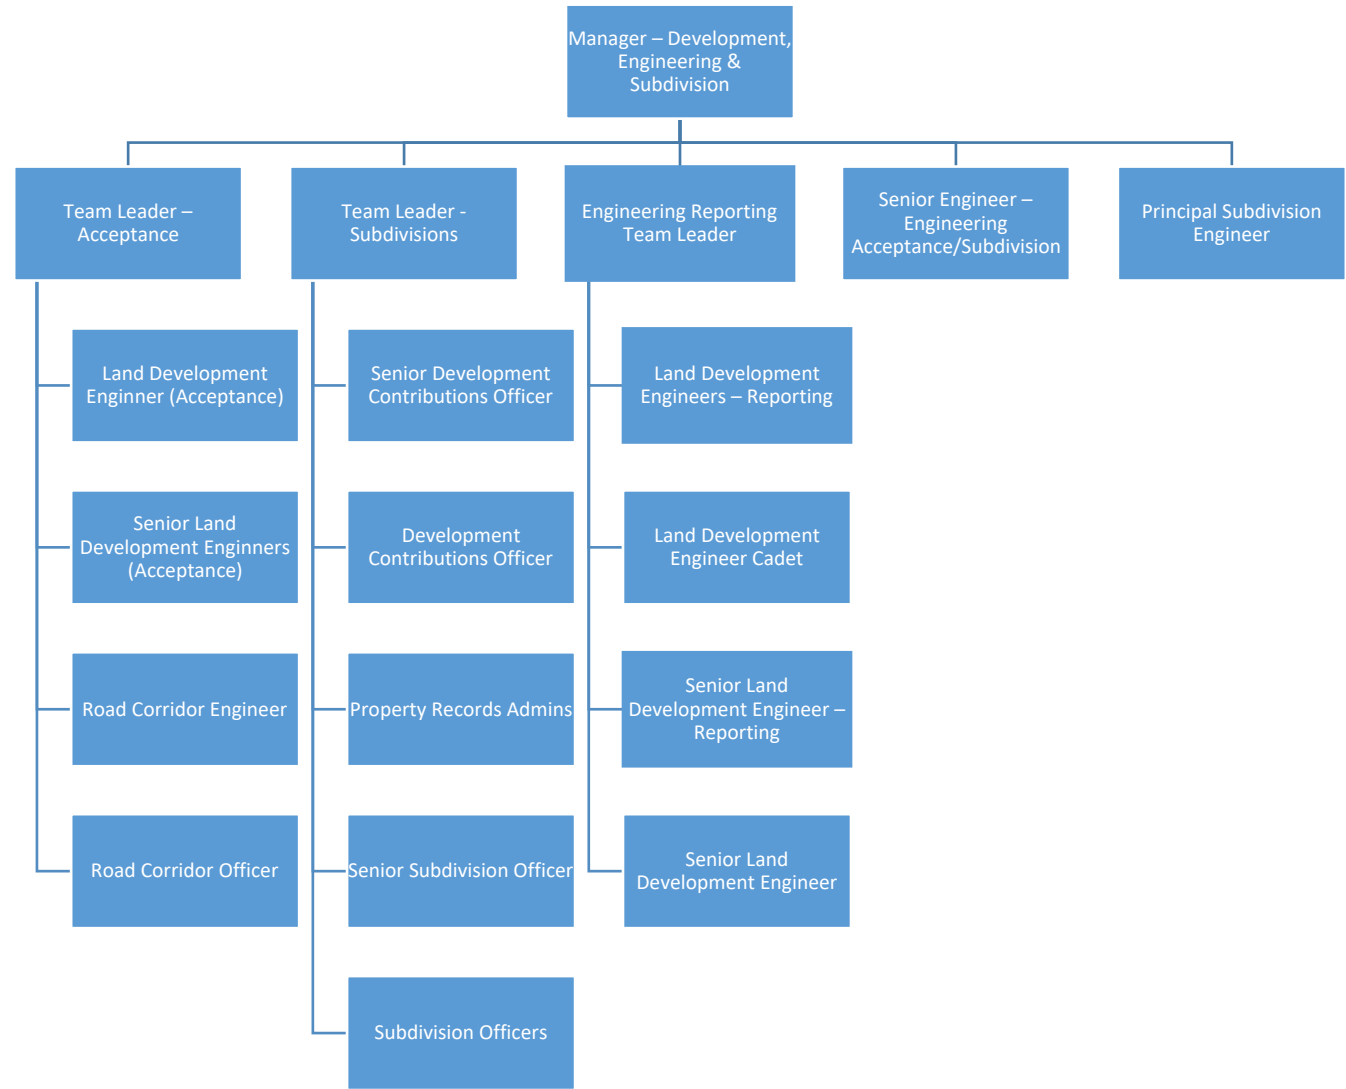 Manager – Development,
Engineering &
Subdivision
Team Leader –
Acceptance
Team Leader -
Subdivisions
Engineering Reporting
Team Leader
Senior Engineer –
Engineering
Acceptance/Subdivision
Principal Subdivision
Engineer
Land Development
Enginner (Acceptance)
Senior Land
Development Enginners
(Acceptance)
Road Corridor Engineer
Road Corridor Officer
Senior Development
Contributions Officer
Development
Contributions Officer
Property Records Admins
Senior Subdivision Officer
Subdivision Officers
Land Development
Engineers – Reporting
Land Development
Engineer Cadet
Senior Land
Development Engineer –
Reporting
Senior Land
Development Engineer